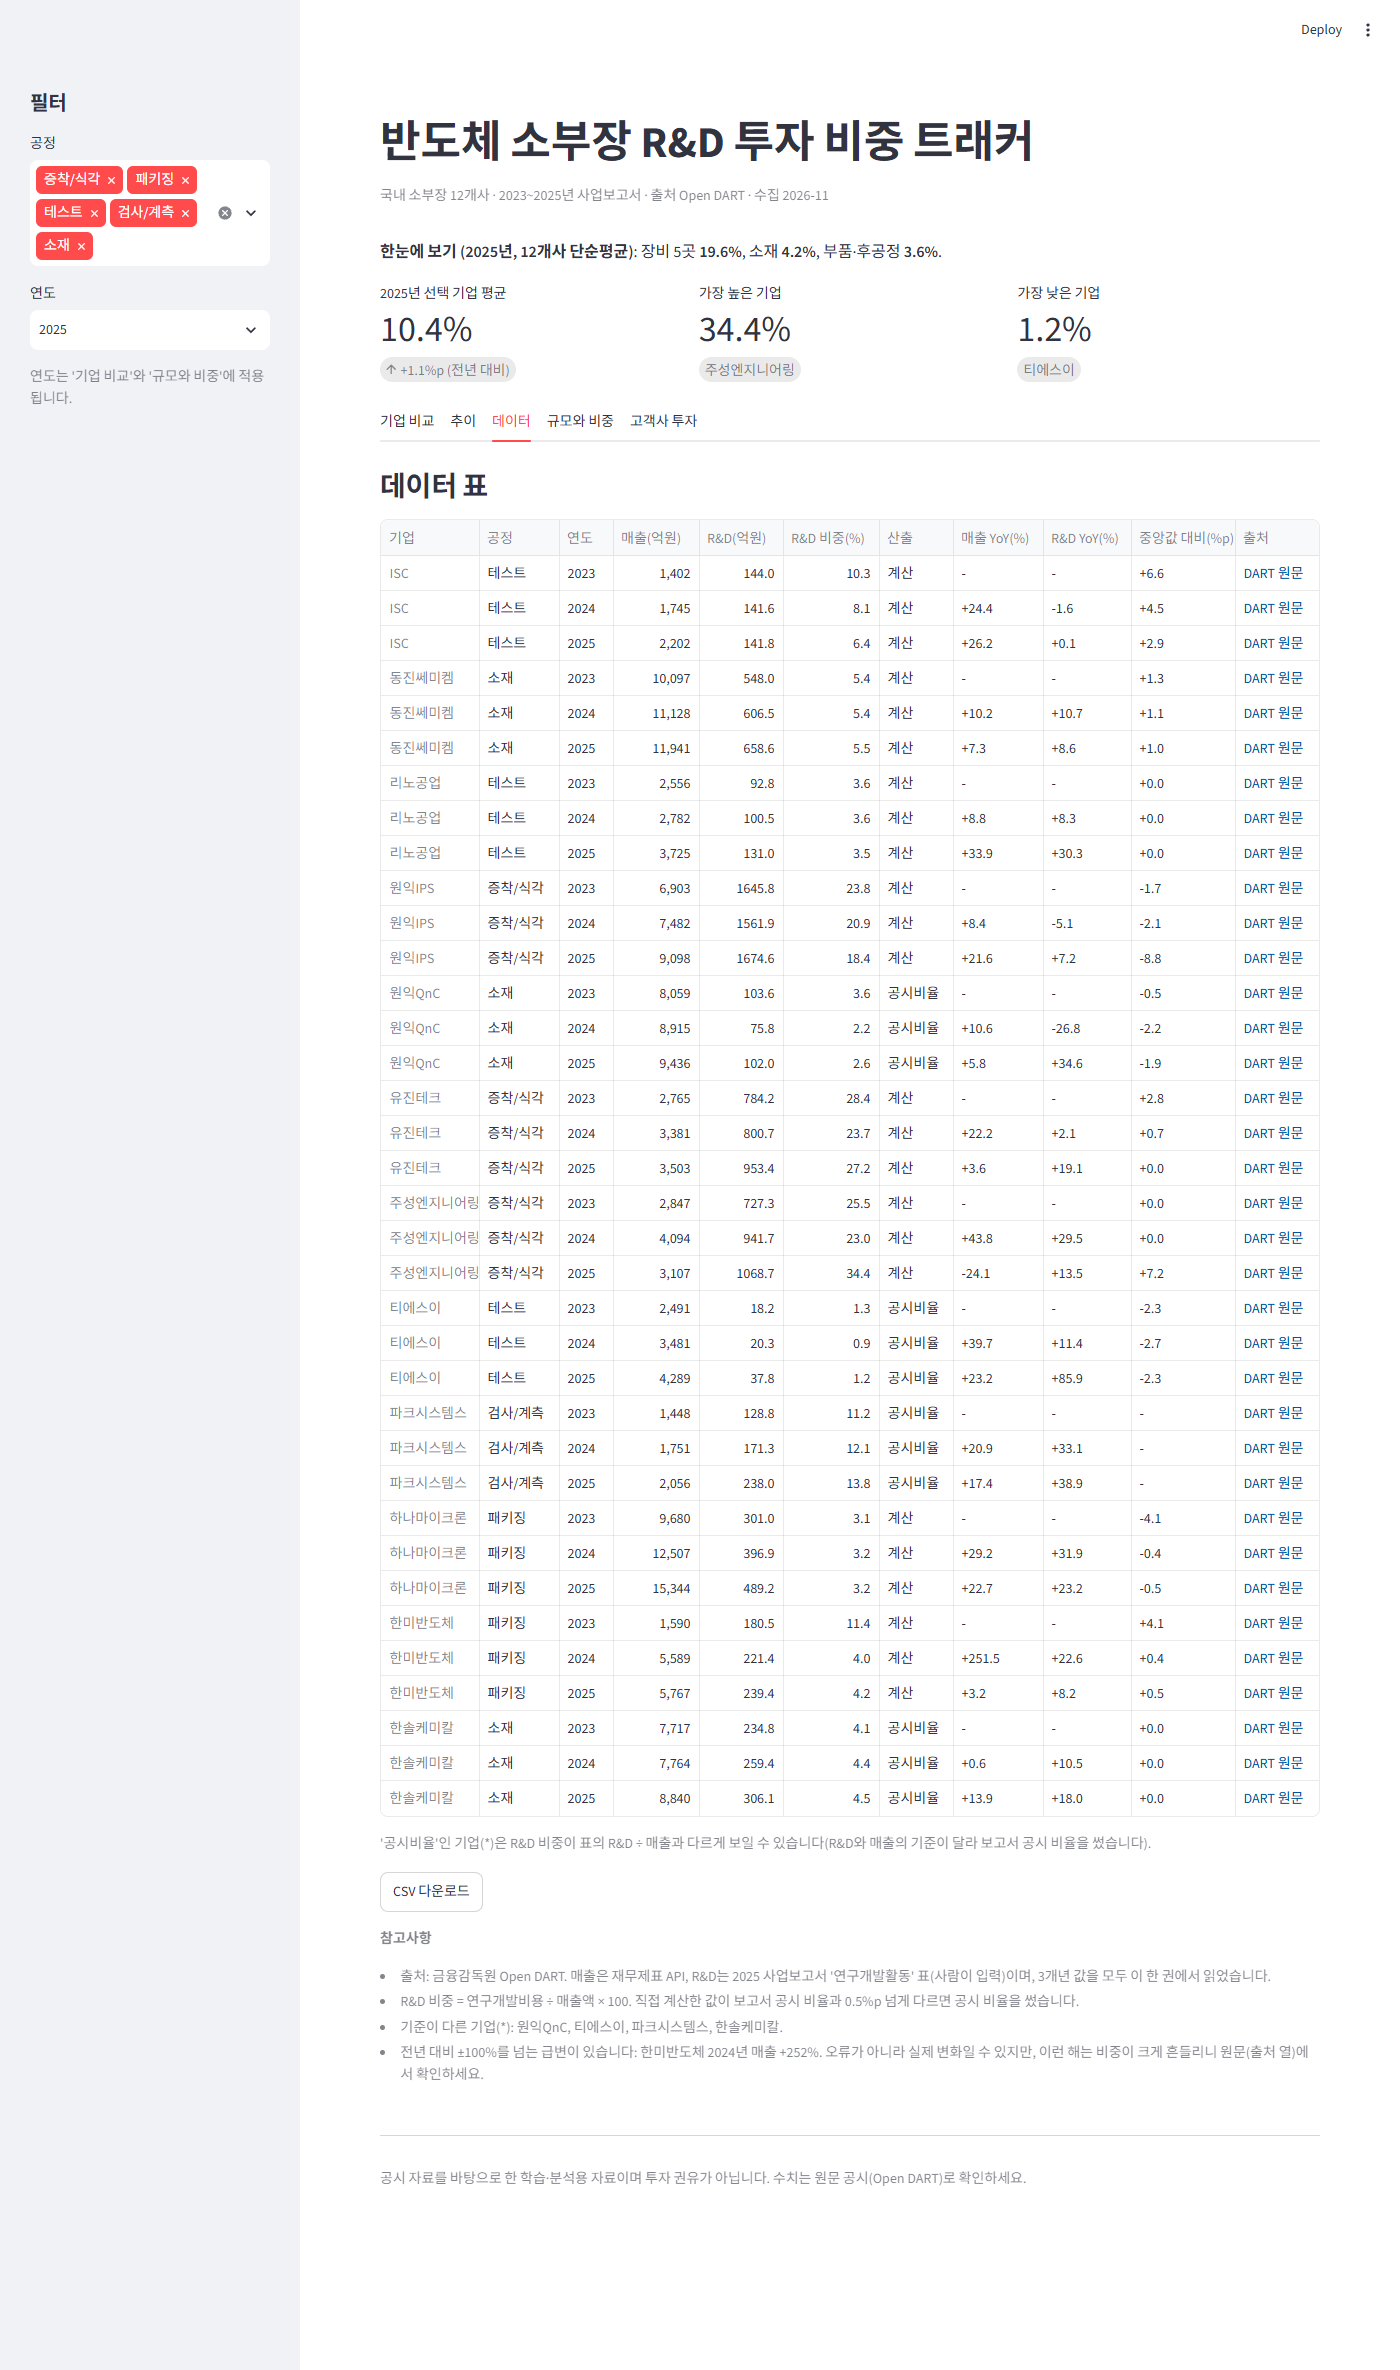 Deploy
필터
공정
증착/식각 ×
패키징 ×
테스트 ×
검사/계측 ×
소재 ×
연도
2025
연도는 '기업 비교'와 '규모와 비중'에 적용
됩니다.
반도체 소부장 R&D 투자 비중 트래커
국내 소부장 12개사 · 2023~2025년 사업보고서 · 출처 Open DART · 수집 2026-11
한눈에 보기 (2025년, 12개사 단순평균): 장비 5곳 19.6%, 소재 4.2%, 부품·후공정 3.6%.
2025년 선택 기업 평균
10.4%
↑ +1.1%p (전년 대비)
가장 높은 기업
34.4%
주성엔지니어링
가장 낮은 기업
1.2%
티에스이
기업 비교 추이 데이터 규모와 비중 고객사 투자
데이터 표
기업 공정 연도 매출(억원) R&D(억원) R&D 비중(%) 산출 매출 YoY(%) R&D YoY(%) 중앙값 대비(%p) 출처
ISC 테스트 2023 1,402 144.0 10.3 계산 - - +6.6 DART 원문
ISC 테스트 2024 1,745 141.6 8.1 계산 +24.4 -1.6 +4.5 DART 원문
ISC 테스트 2025 2,202 141.8 6.4 계산 +26.2 +0.1 +2.9 DART 원문
동진쎄미켐 소재 2023 10,097 548.0 5.4 계산 - - +1.3 DART 원문
동진쎄미켐 소재 2024 11,128 606.5 5.4 계산 +10.2 +10.7 +1.1 DART 원문
동진쎄미켐 소재 2025 11,941 658.6 5.5 계산 +7.3 +8.6 +1.0 DART 원문
리노공업 테스트 2023 2,556 92.8 3.6 계산 - - +0.0 DART 원문
리노공업 테스트 2024 2,782 100.5 3.6 계산 +8.8 +8.3 +0.0 DART 원문
리노공업 테스트 2025 3,725 131.0 3.5 계산 +33.9 +30.3 +0.0 DART 원문
원익IPS 증착/식각 2023 6,903 1645.8 23.8 계산 - - -1.7 DART 원문
원익IPS 증착/식각 2024 7,482 1561.9 20.9 계산 +8.4 -5.1 -2.1 DART 원문
원익IPS 증착/식각 2025 9,098 1674.6 18.4 계산 +21.6 +7.2 -8.8 DART 원문
원익QnC 소재 2023 8,059 103.6 3.6 공시비율 - - -0.5 DART 원문
원익QnC 소재 2024 8,915 75.8 2.2 공시비율 +10.6 -26.8 -2.2 DART 원문
원익QnC 소재 2025 9,436 102.0 2.6 공시비율 +5.8 +34.6 -1.9 DART 원문
유진테크 증착/식각 2023 2,765 784.2 28.4 계산 - - +2.8 DART 원문
유진테크 증착/식각 2024 3,381 800.7 23.7 계산 +22.2 +2.1 +0.7 DART 원문
유진테크 증착/식각 2025 3,503 953.4 27.2 계산 +3.6 +19.1 +0.0 DART 원문
주성엔지니어링 증착/식각 2023 2,847 727.3 25.5 계산 - - +0.0 DART 원문
주성엔지니어링 증착/식각 2024 4,094 941.7 23.0 계산 +43.8 +29.5 +0.0 DART 원문
주성엔지니어링 증착/식각 2025 3,107 1068.7 34.4 계산 -24.1 +13.5 +7.2 DART 원문
티에스이 테스트 2023 2,491 18.2 1.3 공시비율 - - -2.3 DART 원문
티에스이 테스트 2024 3,481 20.3 0.9 공시비율 +39.7 +11.4 -2.7 DART 원문
티에스이 테스트 2025 4,289 37.8 1.2 공시비율 +23.2 +85.9 -2.3 DART 원문
파크시스템스 검사/계측 2023 1,448 128.8 11.2 공시비율 - - - DART 원문
파크시스템스 검사/계측 2024 1,751 171.3 12.1 공시비율 +20.9 +33.1 - DART 원문
파크시스템스 검사/계측 2025 2,056 238.0 13.8 공시비율 +17.4 +38.9 - DART 원문
하나마이크론 패키징 2023 9,680 301.0 3.1 계산 - - -4.1 DART 원문
하나마이크론 패키징 2024 12,507 396.9 3.2 계산 +29.2 +31.9 -0.4 DART 원문
하나마이크론 패키징 2025 15,344 489.2 3.2 계산 +22.7 +23.2 -0.5 DART 원문
한미반도체 패키징 2023 1,590 180.5 11.4 계산 - - +4.1 DART 원문
한미반도체 패키징 2024 5,589 221.4 4.0 계산 +251.5 +22.6 +0.4 DART 원문
한미반도체 패키징 2025 5,767 239.4 4.2 계산 +3.2 +8.2 +0.5 DART 원문
한솔케미칼 소재 2023 7,717 234.8 4.1 공시비율 - - +0.0 DART 원문
한솔케미칼 소재 2024 7,764 259.4 4.4 공시비율 +0.6 +10.5 +0.0 DART 원문
한솔케미칼 소재 2025 8,840 306.1 4.5 공시비율 +13.9 +18.0 +0.0 DART 원문
'공시비율'인 기업(*)은 R&D 비중이 표의 R&D ÷ 매출과 다르게 보일 수 있습니다(R&D와 매출의 기준이 달라 보고서 공시 비율을 썼습니다).
CSV 다운로드
참고사항
• 출처: 금융감독원 Open DART. 매출은 재무제표 API, R&D는 2025 사업보고서 '연구개발활동' 표(사람이 입력)이며, 3개년 값을 모두 이 한 권에서 읽었습니다.
• R&D 비중 = 연구개발비용 ÷ 매출액 × 100. 직접 계산한 값이 보고서 공시 비율과 0.5%p 넘게 다르면 공시 비율을 썼습니다.
• 기준이 다른 기업(*): 원익QnC, 티에스이, 파크시스템스, 한솔케미칼.
• 전년 대비 ±100%를 넘는 급변이 있습니다: 한미반도체 2024년 매출 +252%. 오류가 아니라 실제 변화일 수 있지만, 이런 해는 비중이 크게 흔들리니 원문(출처 열)에
서 확인하세요.
공시 자료를 바탕으로 한 학습·분석용 자료이며 투자 권유가 아닙니다. 수치는 원문 공시(Open DART)로 확인하세요.